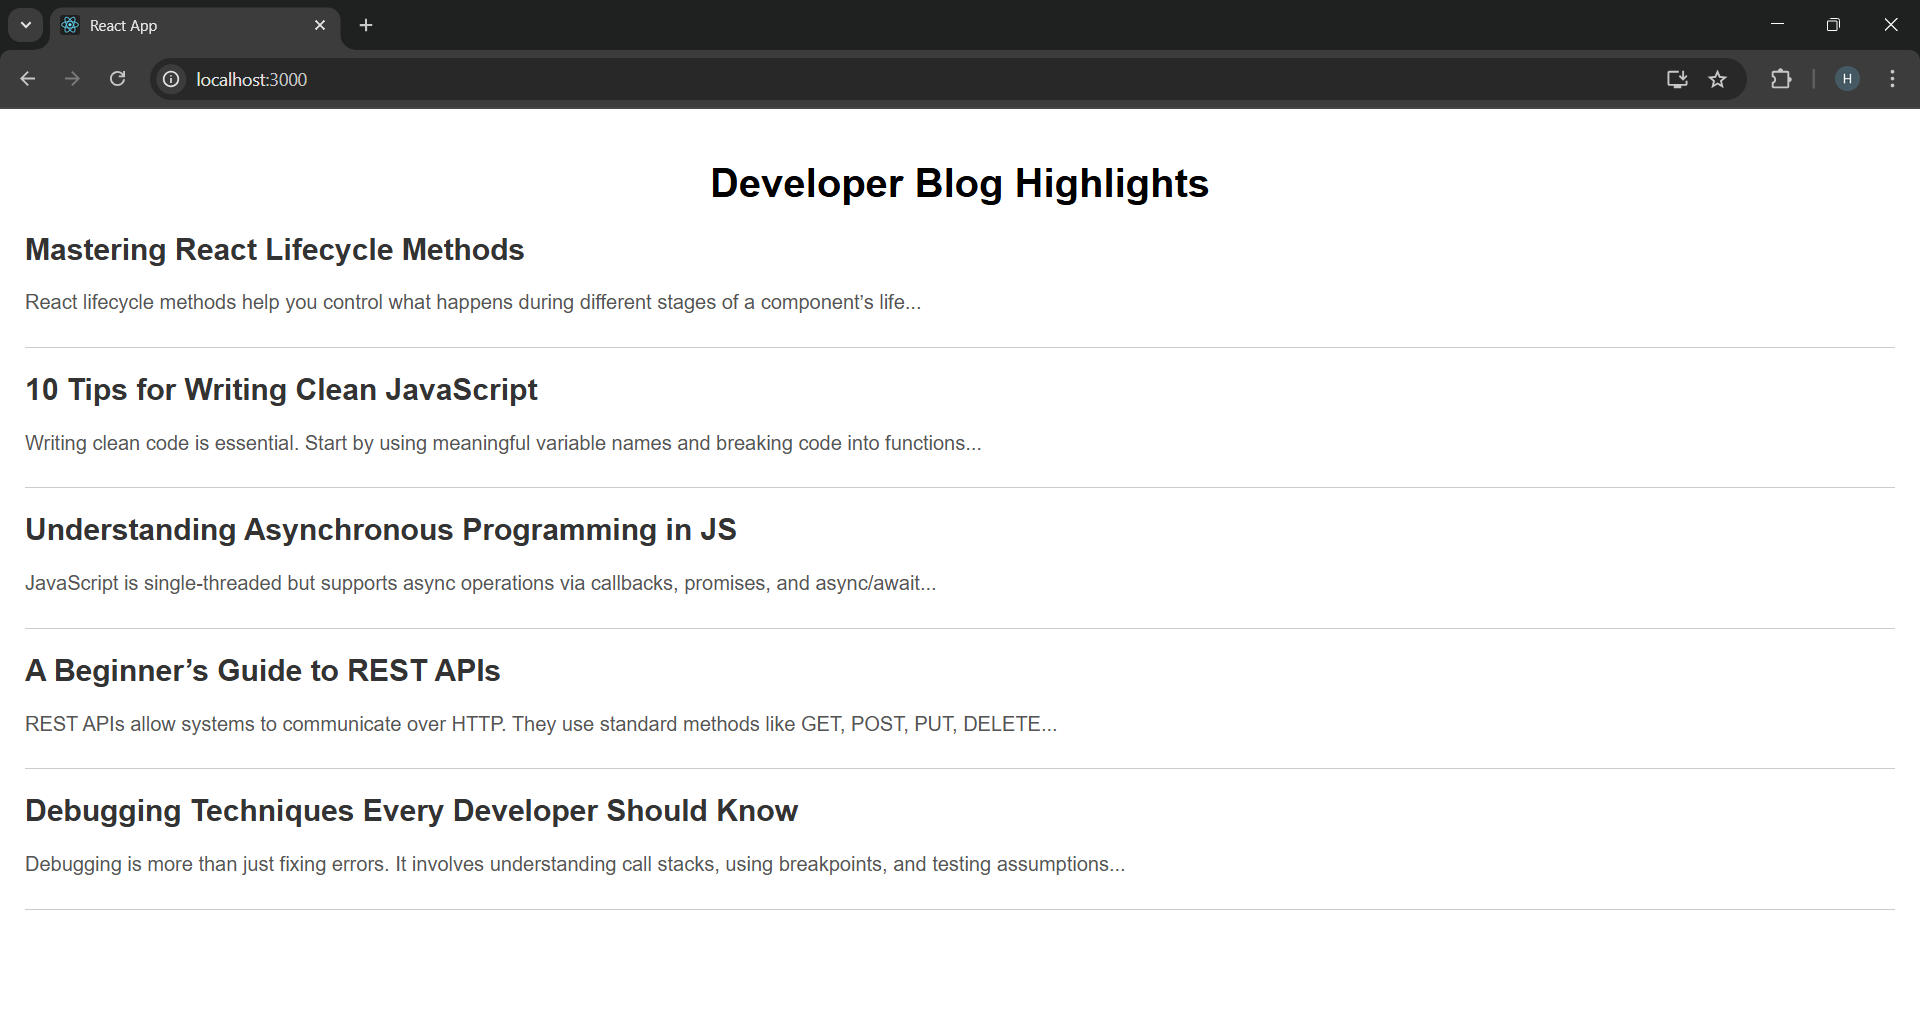 React App
localhost:3000
H
Developer Blog Highlights
Mastering React Lifecycle Methods
React lifecycle methods help you control what happens during different stages of a component’s life...
10 Tips for Writing Clean JavaScript
Writing clean code is essential. Start by using meaningful variable names and breaking code into functions...
Understanding Asynchronous Programming in JS
JavaScript is single-threaded but supports async operations via callbacks, promises, and async/await...
A Beginner’s Guide to REST APIs
REST APIs allow systems to communicate over HTTP. They use standard methods like GET, POST, PUT, DELETE...
Debugging Techniques Every Developer Should Know
Debugging is more than just fixing errors. It involves understanding call stacks, using breakpoints, and testing assumptions...